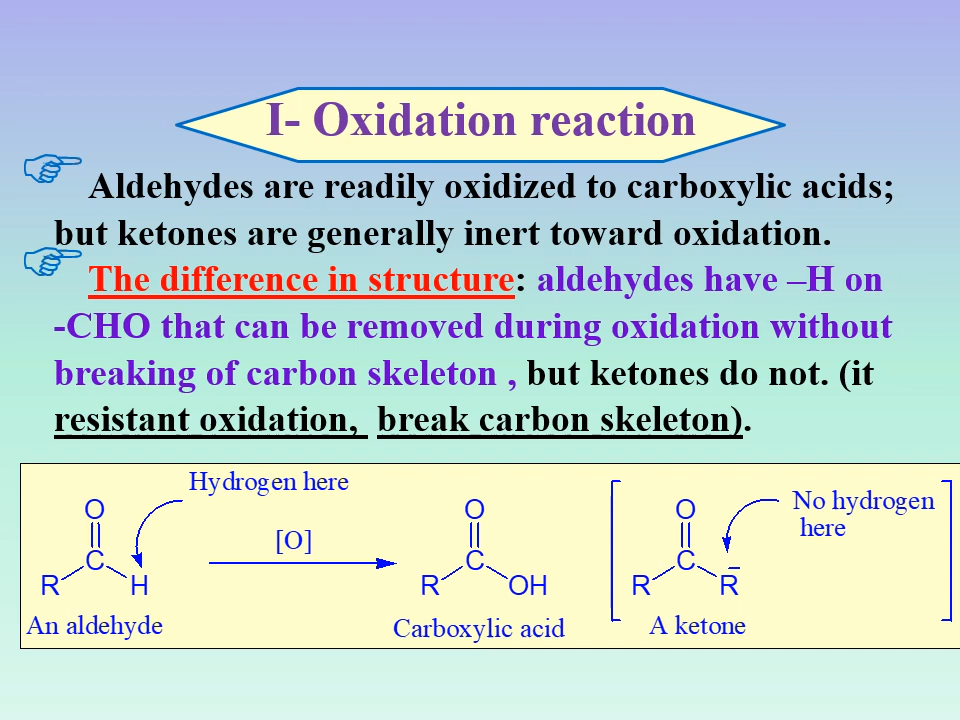 I- Oxidation reaction
Aldehydes are readily oxidized to carboxylic acids;
but ketones are generally inert toward oxidation.
The difference in structure: aldehydes have –H on
-CHO that can be removed during oxidation without
breaking of carbon skeleton , but ketones do not. (it
resistant oxidation, break carbon skeleton).
Hydrogen here
No hydrogen
here
O
O
O
[O]
C
C
C
R
H
R
OH
R
R
An aldehyde
Carboxylic acid
A ketone